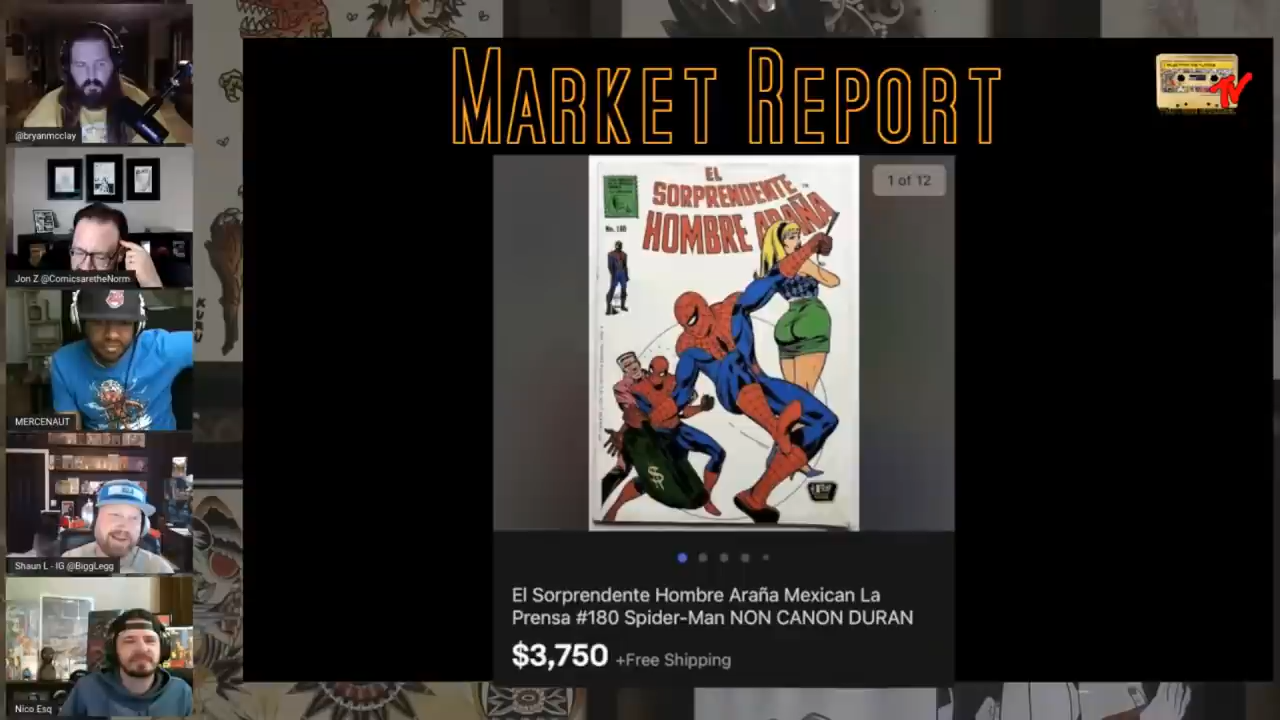 MARKET REPORT
TV
@bryanmcclay
Jon Z @ComicsaretheNorm
MERCENAUT
Shaun L - IG @BiggLegg
Nico Esq
1 of 12
EL
SORPRENDENTE
HOMBRE ARAÑA
No. 180
$
El Sorprendente Hombre Araña Mexican La
Prensa #180 Spider-Man NON CANON DURAN
$3,750 +Free Shipping